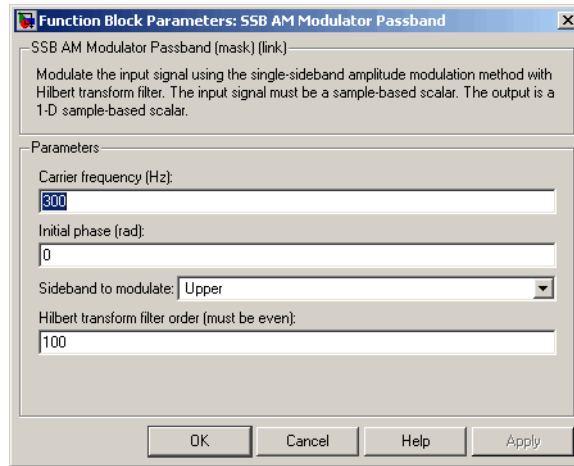 Function Block Parameters: SSB AM Modulator Passband
SSB AM Modulator Passband (mask) (link)
Modulate the input signal using the single-sideband amplitude modulation method with
Hilbert transform filter. The input signal must be a sample-based scalar. The output is a
1-D sample-based scalar.
Parameters
Carrier frequency (Hz):
300
Initial phase (rad):
0
Sideband to modulate: Upper
Hilbert transform filter order (must be even):
100
OK Cancel Help Apply